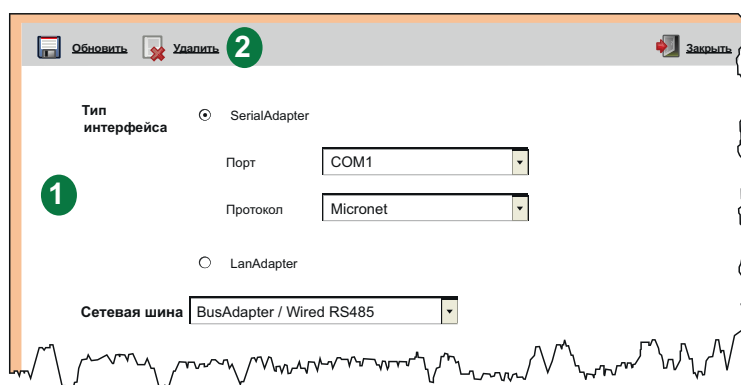 Обновить Удалить 2 Закрыть
Тип интерфейса
SerialAdapter
Порт COM1
1
Протокол Micronet
LanAdapter
Сетевая шина BusAdapter / Wired RS485